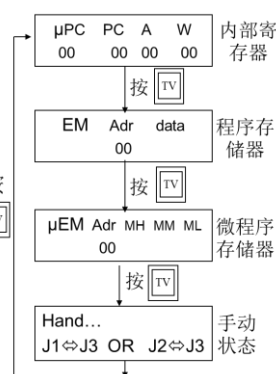 μPC PC A W
00 00 00 00
内部寄
存器
按 TV
EM Adr data
00
程序存
储器
按 TV
μEM Adr MH MM ML
00
微程序
存储器
按 TV
Hand…
J1⇔J3 OR J2⇔J3
手动
状态